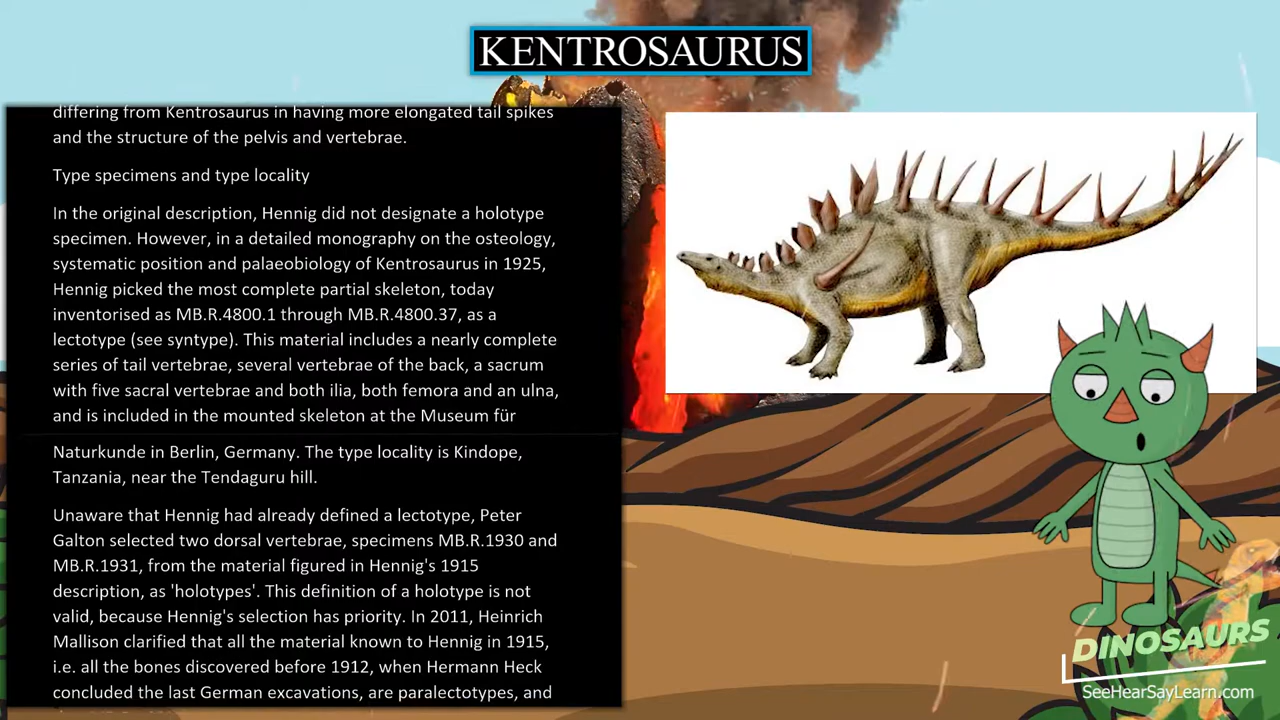 KENTROSAURUS
differing from Kentrosaurus in having more elongated tail spikes
and the structure of the pelvis and vertebrae.
Type specimens and type locality
In the original description, Hennig did not designate a holotype
specimen. However, in a detailed monography on the osteology,
systematic position and palaeobiology of Kentrosaurus in 1925,
Hennig picked the most complete partial skeleton, today
inventorised as MB.R.4800.1 through MB.R.4800.37, as a
lectotype (see syntype). This material includes a nearly complete
series of tail vertebrae, several vertebrae of the back, a sacrum
with five sacral vertebrae and both ilia, both femora and an ulna,
and is included in the mounted skeleton at the Museum für
Naturkunde in Berlin, Germany. The type locality is Kindope,
Tanzania, near the Tendaguru hill.
Unaware that Hennig had already defined a lectotype, Peter
Galton selected two dorsal vertebrae, specimens MB.R.1930 and
MB.R.1931, from the material figured in Hennig's 1915
description, as 'holotypes'. This definition of a holotype is not
valid, because Hennig's selection has priority. In 2011, Heinrich
Mallison clarified that all the material known to Hennig in 1915,
i.e. all the bones discovered before 1912, when Hermann Heck
concluded the last German excavations, are paralectotypes, and
DINOSAURS
SeeHearSayLearn.com